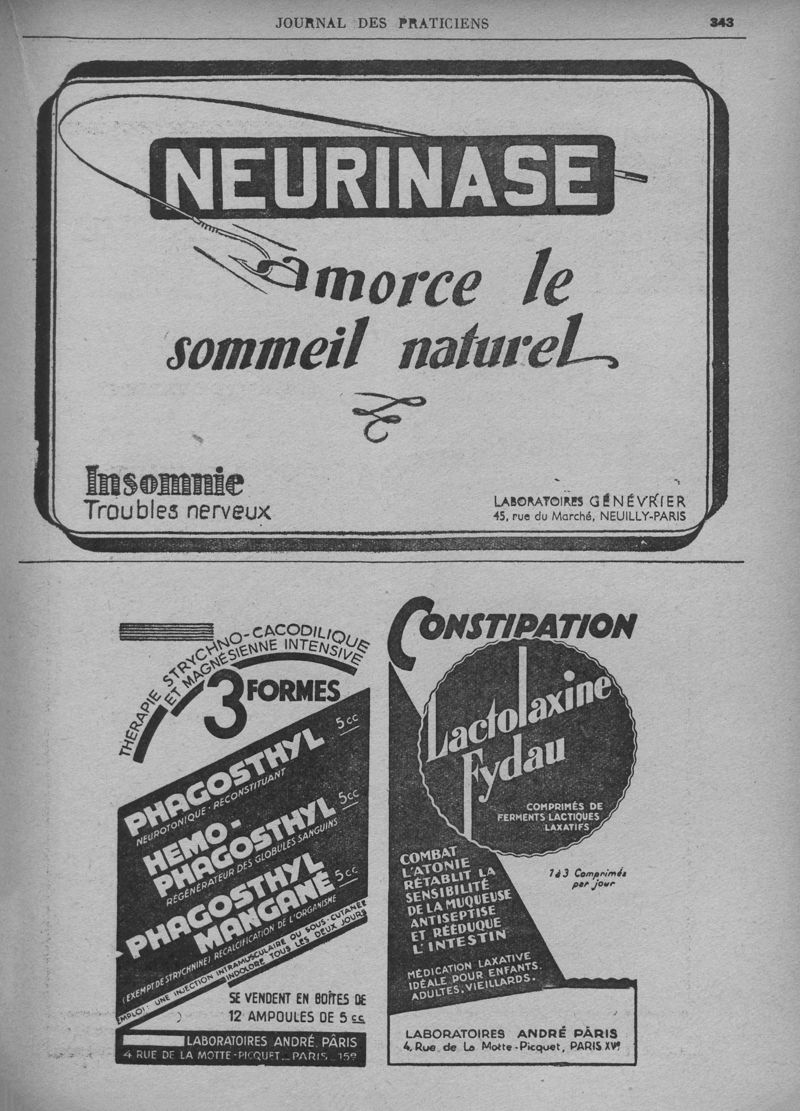 JOURNAL DES PRATICIENS
343
NEURINASE
amorce le
sommeil naturel
Insomnie
Troubles nerveux
LABORATOIRES GÉNÉVRIER
45, rue du Marché, NEUILLY-PARIS
THÉRAPIE STRYCHNO-CACODILIQUE
ET MAGNÉSIENNE INTENSIVE
3 FORMES
PHAGOSTHYL 5cc
NEUROTONIQUE - RECONSTITUANT
HEMO-
PHAGOSTHYL 5cc
RÉGÉNÉRATEUR DES GLOBULES SANGUINS
PHAGOSTHYL
MANGANÉ 5cc
(EXEMPT DE STRYCHNINE) RECALCIFICATION DE L'ORGANISME
EMPLOI: UNE INJECTION INTRAMUSCULAIRE OU SOUS-CUTANÉE
INDOLORE TOUS LES DEUX JOURS
SE VENDENT EN BOÎTES DE
12 AMPOULES DE 5 cc
LABORATOIRES ANDRÉ PÂRIS
4 RUE DE LA MOTTE-PICQUET_PARIS_15e
CONSTIPATION
Lactolaxine
Fydau
COMPRIMÉS DE
FERMENTS LACTIQUES
LAXATIFS
COMBAT
L'ATONIE
RÉTABLIT LA
SENSIBILITÉ
DE LA MUQUEUSE
ANTISEPTISE
ET RÉÉDUQUE
L'INTESTIN
1 à 3 Comprimés
par jour
MÉDICATION LAXATIVE
IDÉALE POUR ENFANTS.
ADULTES, VIEILLARDS.
LABORATOIRES ANDRÉ PÂRIS
4, Rue de La Motte-Picquet, PARIS XVe